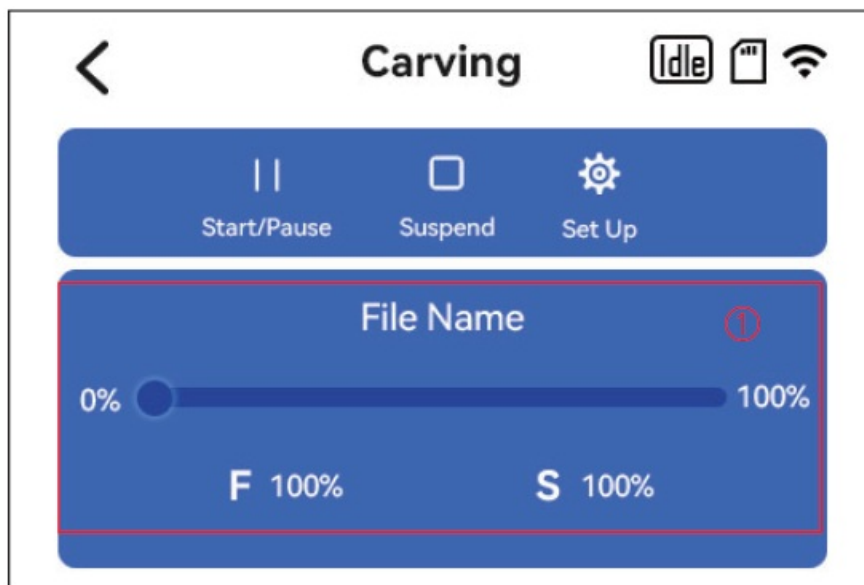 Carving Idle
Start/Pause Suspend Set Up
File Name ①
0% 100%
F 100% S 100%